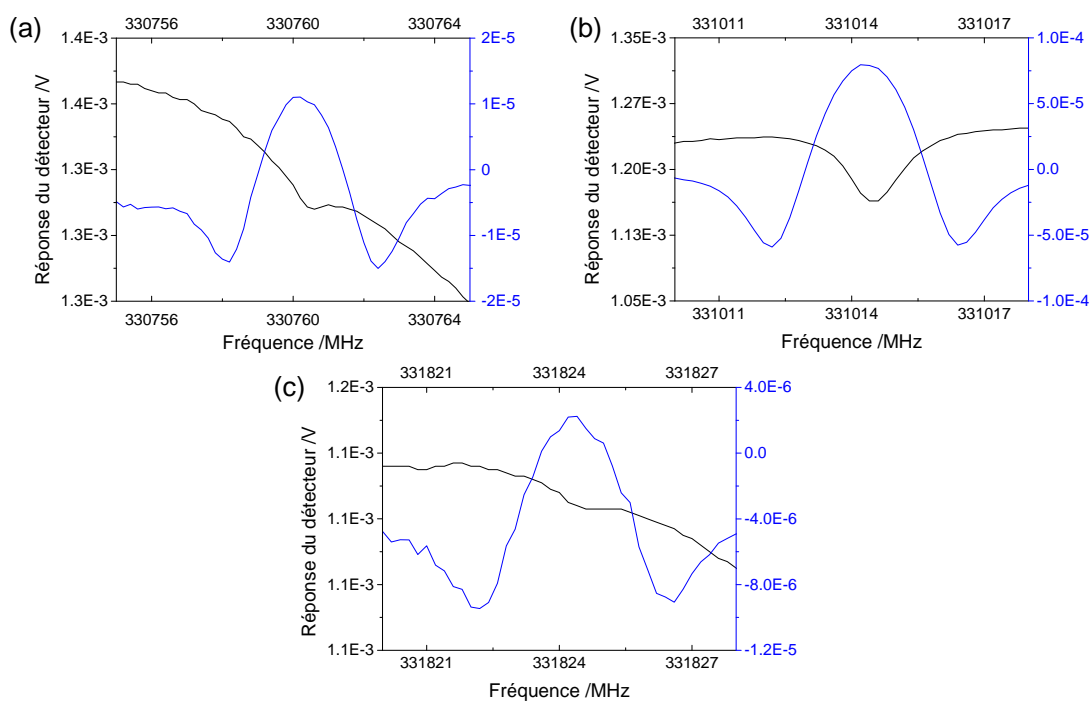 (a)
330756 330760 330764
1.4E-3
1.4E-3
1.3E-3
1.3E-3
1.3E-3
Réponse du détecteur /V
2E-5
1E-5
0
-1E-5
-2E-5
330756 330760 330764
Fréquence /MHz
(b)
331011 331014 331017
1.35E-3
1.27E-3
1.20E-3
1.13E-3
1.05E-3
Réponse du détecteur /V
1.0E-4
5.0E-5
0.0
-5.0E-5
-1.0E-4
331011 331014 331017
Fréquence /MHz
(c)
331821 331824 331827
1.2E-3
1.1E-3
1.1E-3
1.1E-3
1.1E-3
Réponse du détecteur /V
4.0E-6
0.0
-4.0E-6
-8.0E-6
-1.2E-5
331821 331824 331827
Fréquence /MHz